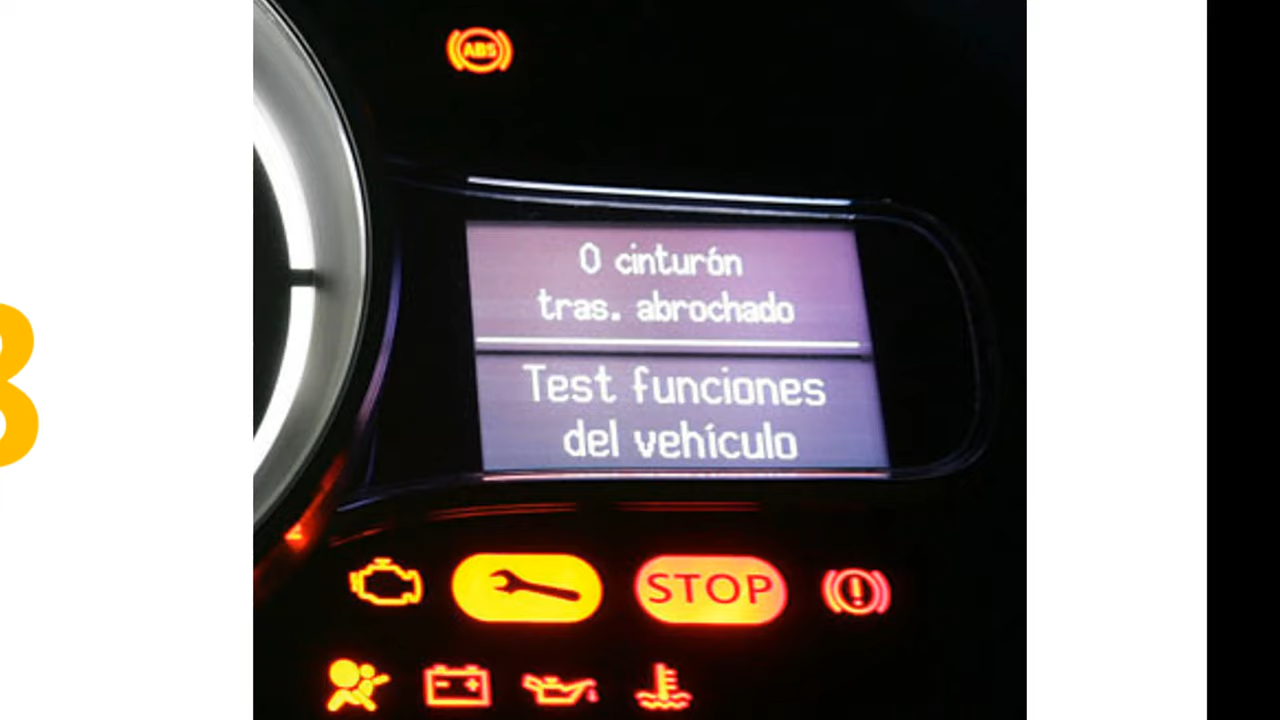 ABS
0 cinturón
tras. abrochado
Test funciones
del vehículo
STOP